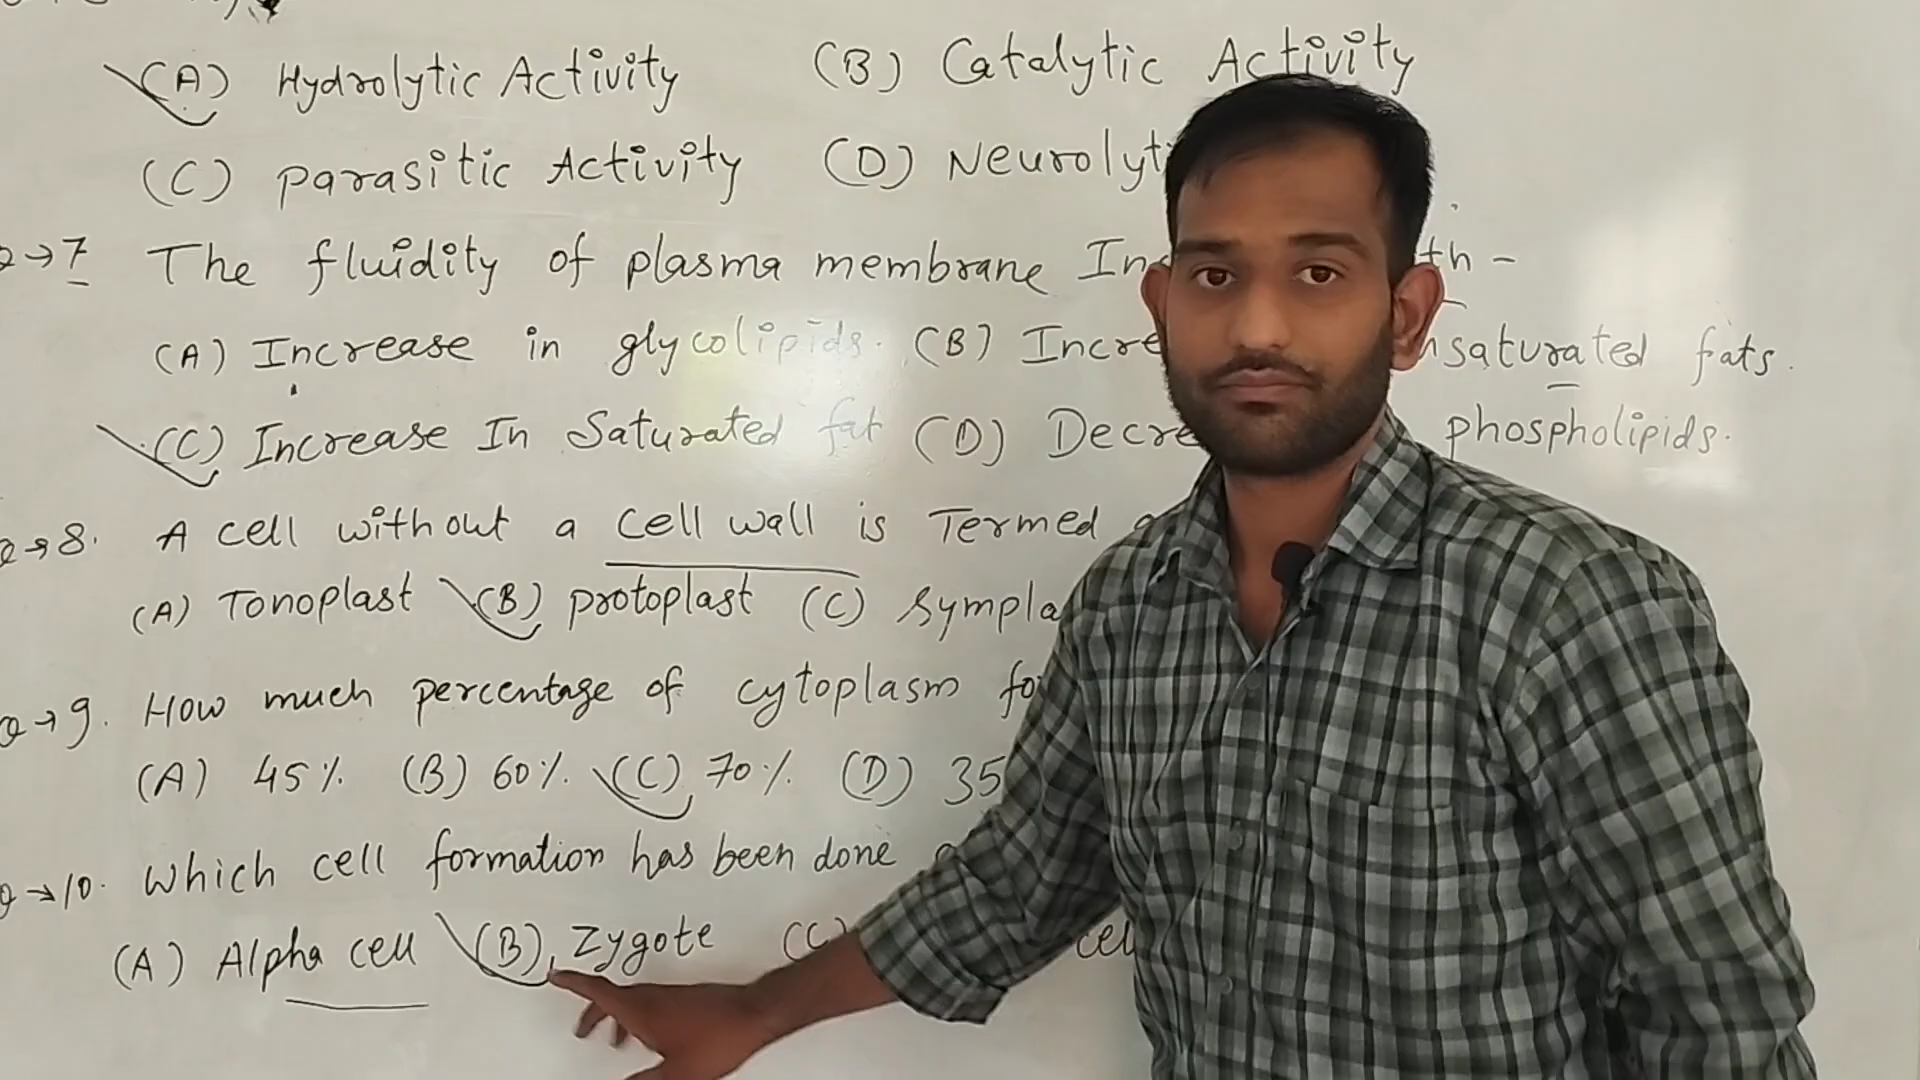 (A) Hydrolytic Activity (B) Catalytic Activity
(C) parasitic Activity (D) Neurolyti
Q→7 The fluidity of plasma membrane In th -
(A) Increase in glycolipids. (B) Incre nsaturated fats.
(C) Increase In Saturated fat (D) Decre phospholipids.
Q→8. A cell without a cell wall is Termed
(A) Tonoplast (B) protoplast (C) Sympla
Q→9. How much percentage of cytoplasm fo
(A) 45% (B) 60% (C) 70% (D) 35
Q→10. Which cell formation has been done
(A) Alpha cell (B) Zygote (C) cell